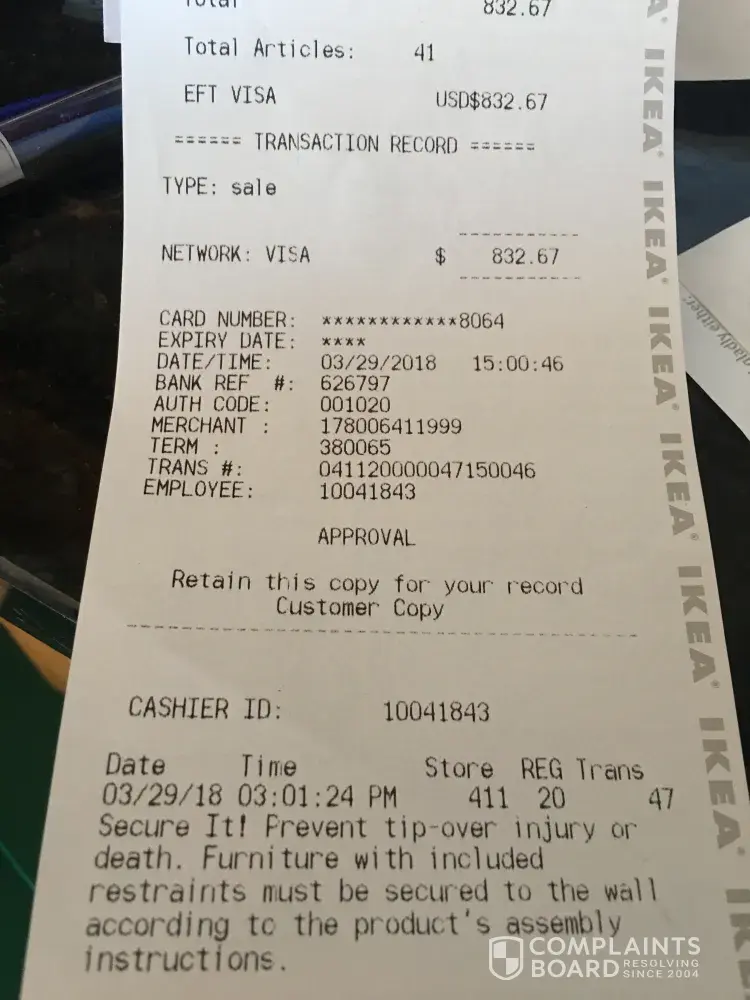 Total 832.67
Total Articles: 41
EFT VISA USD$832.67
====== TRANSACTION RECORD ======
TYPE: sale
NETWORK: VISA $ 832.67
CARD NUMBER: ************8064
EXPIRY DATE: ****
DATE/TIME: 03/29/2018 15:00:46
BANK REF #: 626797
AUTH CODE: 001020
MERCHANT : 178006411999
TERM : 380065
TRANS #: 041120000047150046
EMPLOYEE: 10041843
APPROVAL
Retain this copy for your record
Customer Copy
CASHIER ID: 10041843
Date Time Store REG Trans
03/29/18 03:01:24 PM 411 20 47
Secure It! Prevent tip-over injury or
death. Furniture with included
restraints must be secured to the wall
according to the product's assembly
instructions.
IKEA® IKEA® IKEA® IKEA® IKEA® IKEA®
gladly either.
COMPLAINTS
BOARD RESOLVING
SINCE 2004